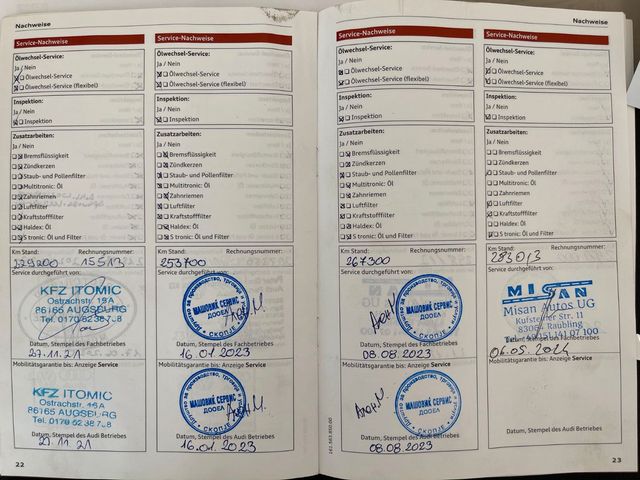 Nachweise
Service-Nachweise
Ölwechsel-Service:
Ja / Nein
Ölwechsel-Service
Ölwechsel-Service (flexibel)
Inspektion:
Ja / Nein
Inspektion
Zusatzarbeiten:
Ja / Nein
Bremsflüssigkeit
Zündkerzen
Staub- und Pollenfilter
Multitronic: Öl
Zahnriemen
Luftfilter
Kraftstofffilter
Haldex: Öl
S tronic: Öl und Filter
Km Stand: Rechnungsnummer:
229200 15513
Service durchgeführt von:
KFZ ITOMIC
Ostrachstr. 16A
86165 AUGSBURG
Datum, Stempel des Fachbetriebes
27.11.21
Mobilitätsgarantie bis: Anzeige Service
KFZ ITOMIC
Ostrachstr. 16A
86165 AUGSBURG
Datum, Stempel des Audi Betriebes
27.11.21
22
Service-Nachweise
Ölwechsel-Service:
Ja / Nein
Ölwechsel-Service
Ölwechsel-Service (flexibel)
Inspektion:
Ja / Nein
Inspektion
Zusatzarbeiten:
Ja / Nein
Bremsflüssigkeit
Zündkerzen
Staub- und Pollenfilter
Multitronic: Öl
Zahnriemen
Luftfilter
Kraftstofffilter
Haldex: Öl
S tronic: Öl und Filter
Km Stand: Rechnungsnummer:
253700
Service durchgeführt von:
МАШОВИК СЕРВИС
ДООЕЛ
СКОПЈЕ
Datum, Stempel des Fachbetriebes
16.01.2023
Mobilitätsgarantie bis: Anzeige Service
МАШОВИК СЕРВИС
ДООЕЛ
СКОПЈЕ
Datum, Stempel des Audi Betriebes
16.01.2023
Nachweise
Service-Nachweise
Ölwechsel-Service:
Ja / Nein
Ölwechsel-Service
Ölwechsel-Service (flexibel)
Inspektion:
Ja / Nein
Inspektion
Zusatzarbeiten:
Ja / Nein
Bremsflüssigkeit
Zündkerzen
Staub- und Pollenfilter
Multitronic: Öl
Zahnriemen
Luftfilter
Kraftstofffilter
Haldex: Öl
S tronic: Öl und Filter
Km Stand: Rechnungsnummer:
267300
Service durchgeführt von:
МАШОВИК СЕРВИС
ДООЕЛ
СКОПЈЕ
Datum, Stempel des Fachbetriebes
08.08.2023
Mobilitätsgarantie bis: Anzeige Service
МАШОВИК СЕРВИС
ДООЕЛ
СКОПЈЕ
Datum, Stempel des Audi Betriebes
08.08.2023
Service-Nachweise
Ölwechsel-Service:
Ja / Nein
Ölwechsel-Service
Ölwechsel-Service (flexibel)
Inspektion:
Ja / Nein
Inspektion
Zusatzarbeiten:
Ja / Nein
Bremsflüssigkeit
Zündkerzen
Staub- und Pollenfilter
Multitronic: Öl
Zahnriemen
Luftfilter
Kraftstofffilter
Haldex: Öl
S tronic: Öl und Filter
Km Stand: Rechnungsnummer:
283013
Service durchgeführt von:
MISAN
Misan Autos UG
Kufsteiner Str. 11
Raubling
Datum, Stempel des Fachbetriebes
06.05.2024
Mobilitätsgarantie bis: Anzeige Service
Datum, Stempel des Audi Betriebes
23